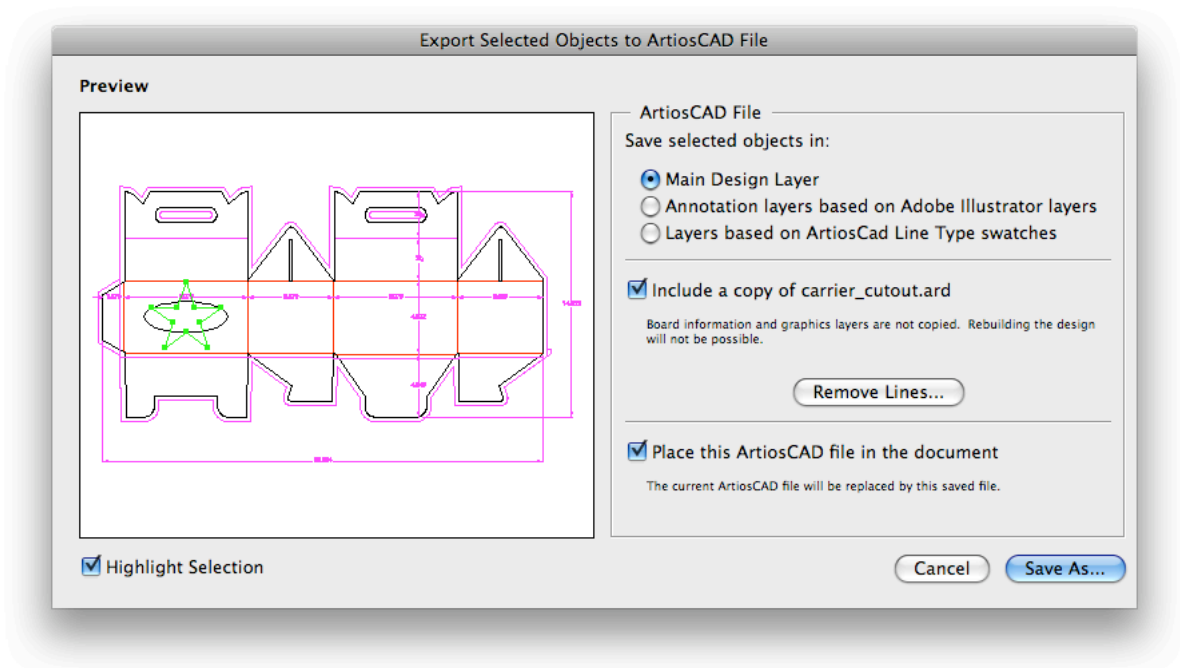 Export Selected Objects to ArtiosCAD File
Preview
ArtiosCAD File
Save selected objects in:
Main Design Layer
Annotation layers based on Adobe Illustrator layers
Layers based on ArtiosCad Line Type swatches
Include a copy of carrier_cutout.ard
Board information and graphics layers are not copied. Rebuilding the design
will not be possible.
Remove Lines...
Place this ArtiosCAD file in the document
The current ArtiosCAD file will be replaced by this saved file.
Highlight Selection
Cancel
Save As...